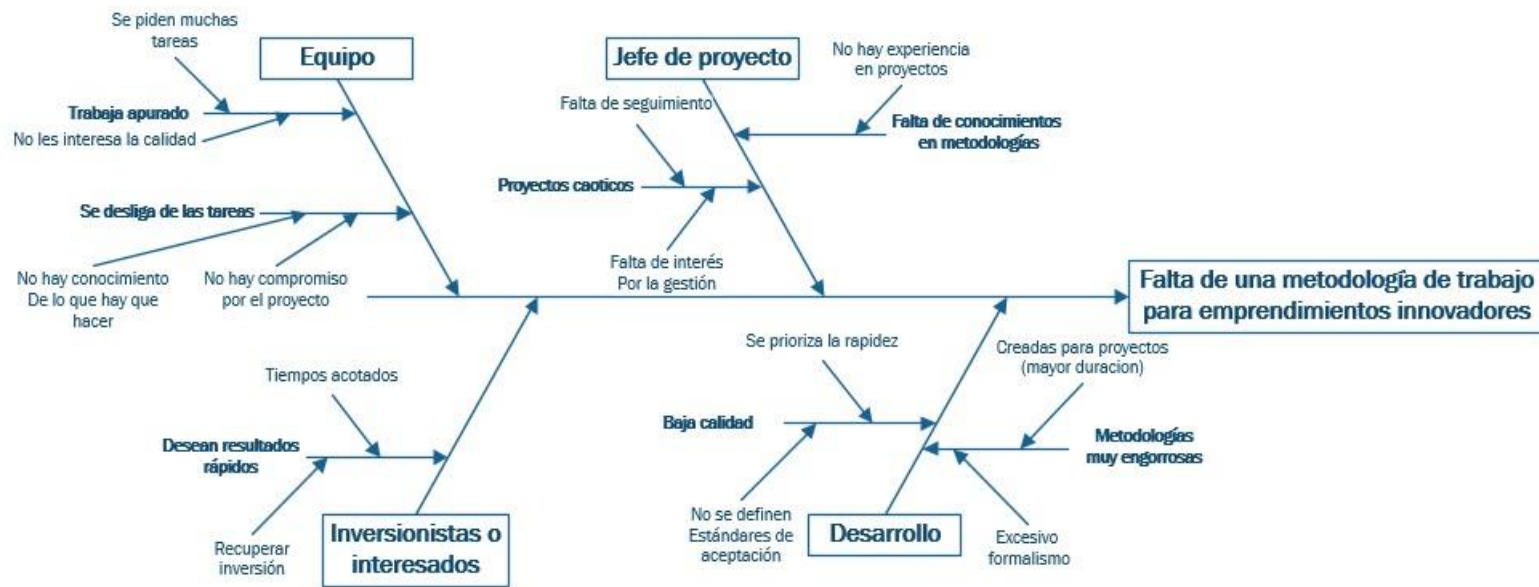 Se piden muchas
tareas
Equipo
Trabaja apurado
No les interesa la calidad
Se desliga de las tareas
No hay conocimiento
De lo que hay que
hacer
No hay compromiso
por el proyecto
Jefe de proyecto
No hay experiencia
en proyectos
Falta de seguimiento
Falta de conocimientos
en metodologías
Proyectos caoticos
Falta de interés
Por la gestión
Falta de una metodología de trabajo
para emprendimientos innovadores
Tiempos acotados
Desean resultados
rápidos
Recuperar
inversión
Inversionistas o
interesados
Se prioriza la rapidez
Creadas para proyectos
(mayor duracion)
Baja calidad
Metodologías
muy engorrosas
No se definen
Estándares de
aceptación
Desarrollo
Excesivo
formalismo